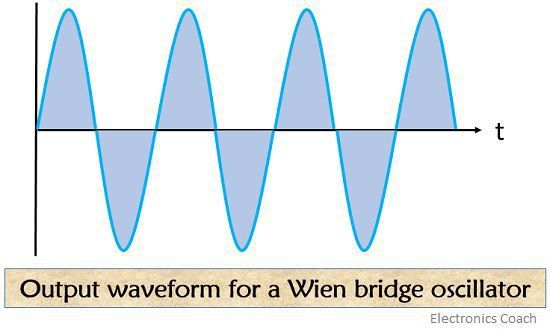 t
Output waveform for a Wien bridge oscillator
Electronics Coach